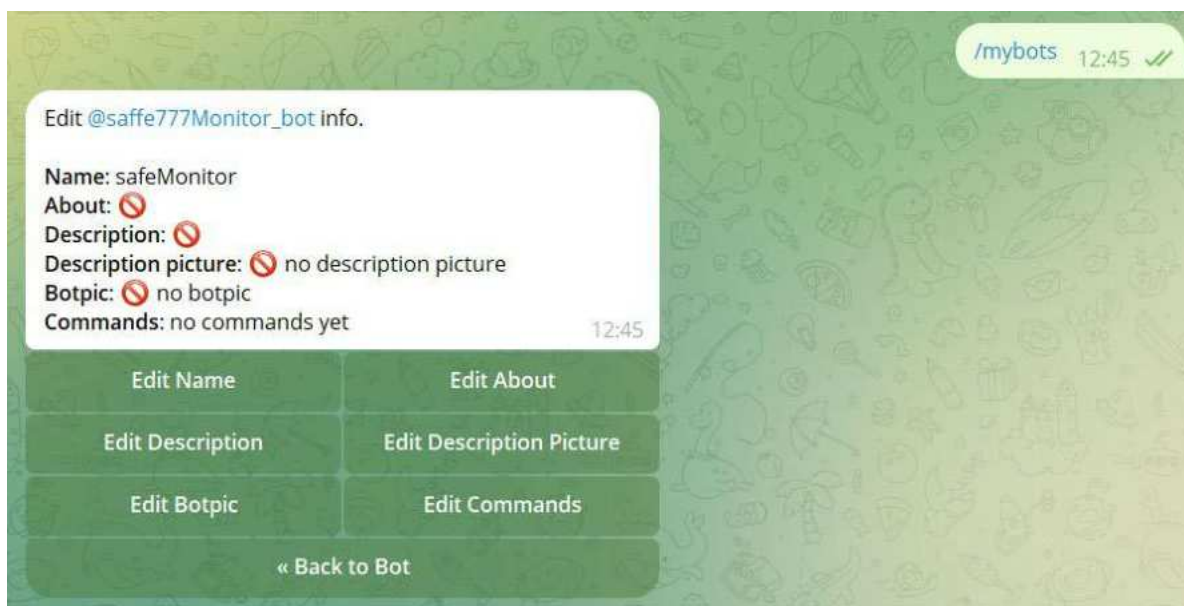 /mybots 12:45
Edit @saffe777Monitor_bot info.
Name: safeMonitor
About: 🚫
Description: 🚫
Description picture: 🚫 no description picture
Botpic: 🚫 no botpic
Commands: no commands yet
12:45
Edit Name
Edit About
Edit Description
Edit Description Picture
Edit Botpic
Edit Commands
« Back to Bot